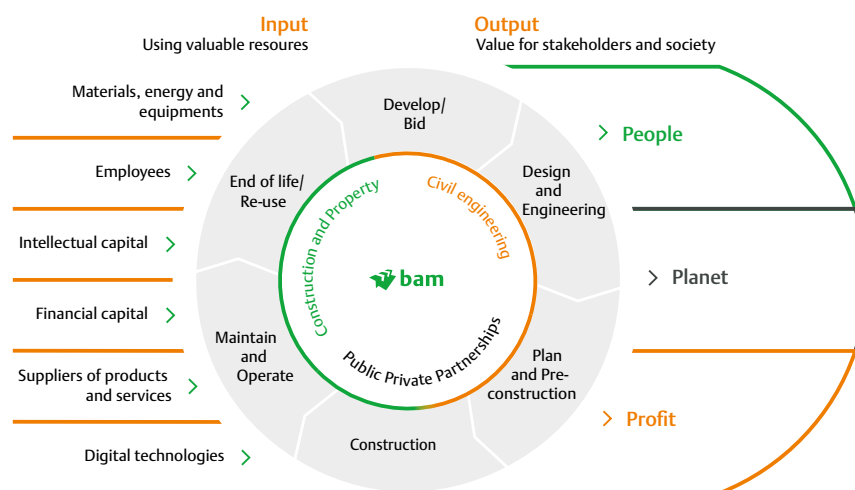 Input
Using valuable resoures
Output
Value for stakeholders and society
Materials, energy and
equipments
Employees
Intellectual capital
Financial capital
Suppliers of products
and services
Digital technologies
Develop/
Bid
Design
and
Engineering
Plan
and Pre-
construction
Construction
Maintain
and
Operate
End of life/
Re-use
Construction and Property
Civil engineering
Public Private Partnerships
bam
People
Planet
Profit